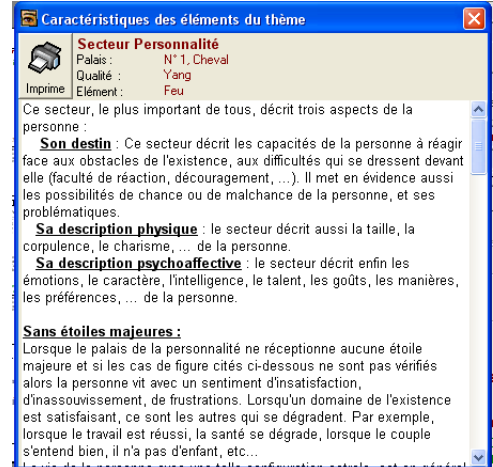 Caractéristiques des éléments du thème
Secteur Personnalité
Palais : N° 1, Cheval
Qualité : Yang
Imprime Elément : Feu
Ce secteur, le plus important de tous, décrit trois aspects de la
personne :
Son destin : Ce secteur décrit les capacités de la personne à réagir
face aux obstacles de l'existence, aux difficultés qui se dressent devant
elle (faculté de réaction, découragement, ...). Il met en évidence aussi
les possibilités de chance ou de malchance de la personne, et ses
problématiques.
Sa description physique : le secteur décrit aussi la taille, la
corpulence, le charisme, ... de la personne.
Sa description psychoaffective : le secteur décrit enfin les
émotions, le caractère, l'intelligence, le talent, les goûts, les manières,
les préférences, ... de la personne.
Sans étoiles majeures :
Lorsque le palais de la personnalité ne réceptionne aucune étoile
majeure et si les cas de figure cités ci-dessous ne sont pas vérifiés
alors la personne vit avec un sentiment d'insatisfaction,
d'inassouvissement, de frustrations. Lorsqu'un domaine de l'existence
est satisfaisant, ce sont les autres qui se dégradent. Par exemple,
lorsque le travail est réussi, la santé se dégrade, lorsque le couple
s'entend bien, il n'a pas d'enfant, etc...